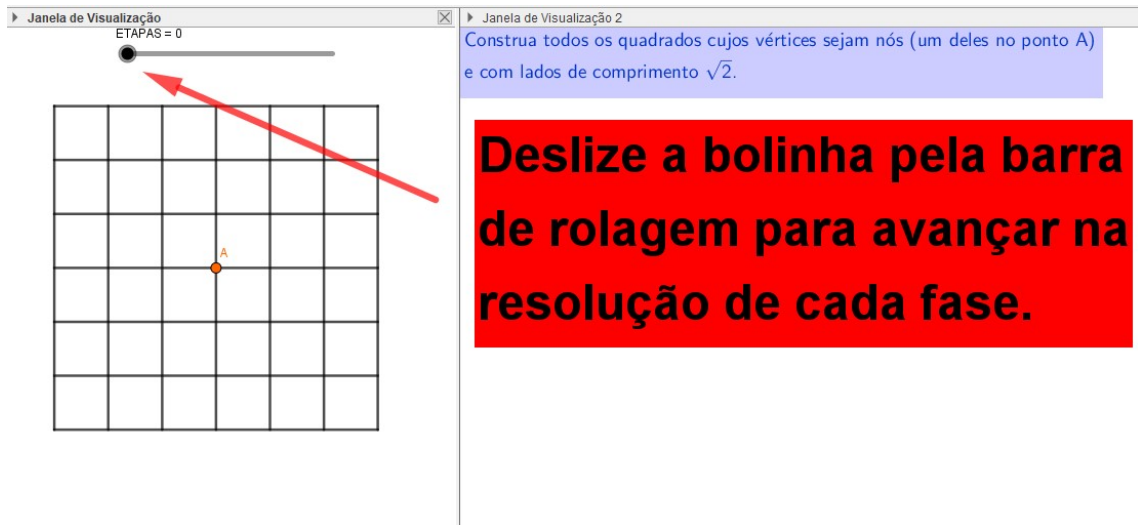 Janela de Visualização
ETAPAS = 0
A
Janela de Visualização 2
Construa todos os quadrados cujos vértices sejam nós (um deles no ponto A)
e com lados de comprimento √2.
Deslize a bolinha pela barra
de rolagem para avançar na
resolução de cada fase.